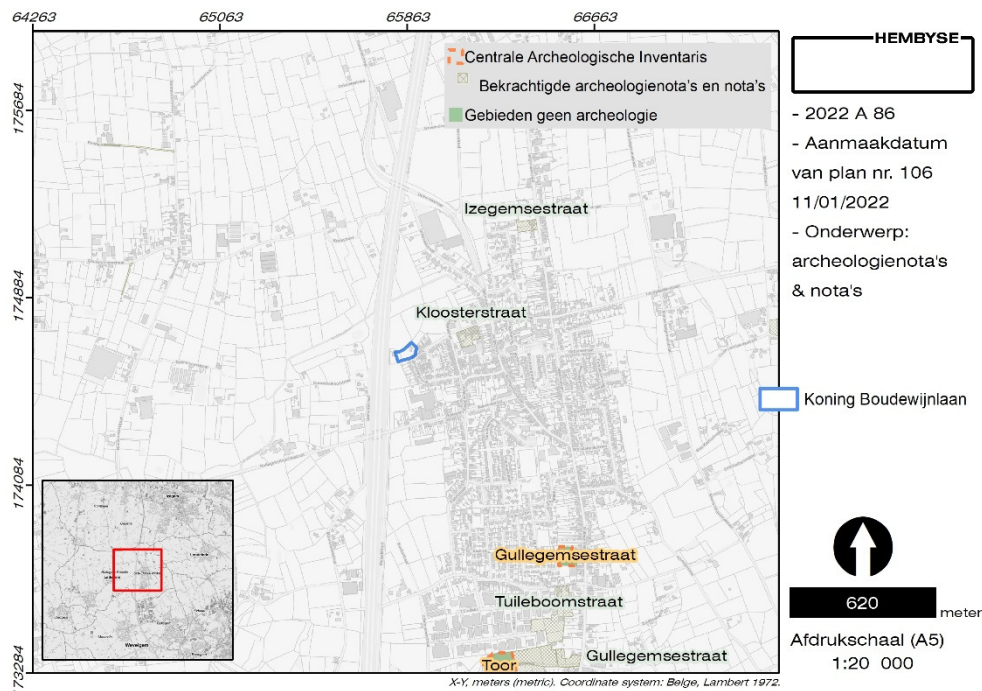 64263
65063
65863
66663
175684
174884
174084
173284
Centrale Archeologische Inventaris
Bekrachtigde archeologienota's en nota's
Gebieden geen archeologie
Izegemsestraat
Kloosterstraat
Gullegemsestraat
Tuileboomstraat
Gullegemsestraat
Toor
Wevelgem
X-Y, meters (metric). Coordinate system: Belge, Lambert 1972.
HEMBYSE
- 2022 A 86
- Aanmaakdatum
van plan nr. 106
11/01/2022
- Onderwerp:
archeologienota's
& nota's
Koning Boudewijnlaan
620 meter
Afdrukschaal (A5)
1:20 000